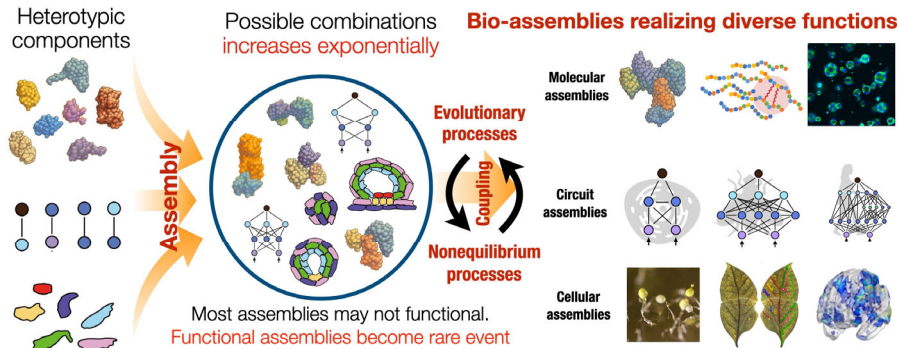 Heterotypic
components
Possible combinations
increases exponentially
Bio-assemblies realizing diverse functions
Assembly
Evolutionary
processes
Coupling
Nonequilibrium
processes
Most assemblies may not functional.
Functional assemblies become rare event
Molecular
assemblies
Circuit
assemblies
Cellular
assemblies